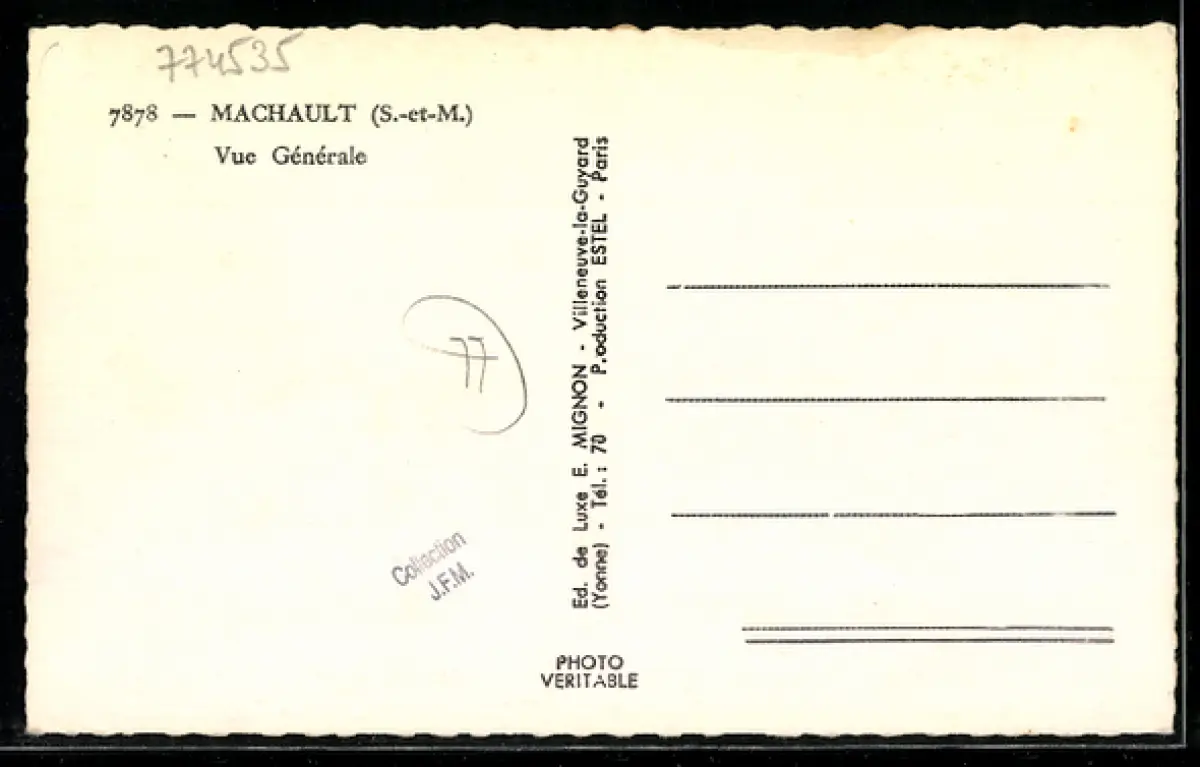 774535
7878 — MACHAULT (S.-et-M.)
Vue Générale
77
Collection
J.F.M.
Ed. de Luxe E. MIGNON - Villeneuve-la-Guyard
(Yonne) - Tél. : 70 - P.oduction ESTEL - Paris
PHOTO
VERITABLE